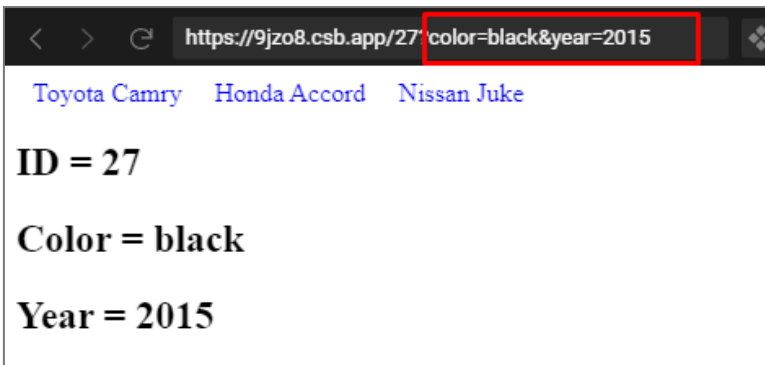 https://9jzo8.csb.app/27?color=black&year=2015
Toyota Camry Honda Accord Nissan Juke
ID = 27
Color = black
Year = 2015